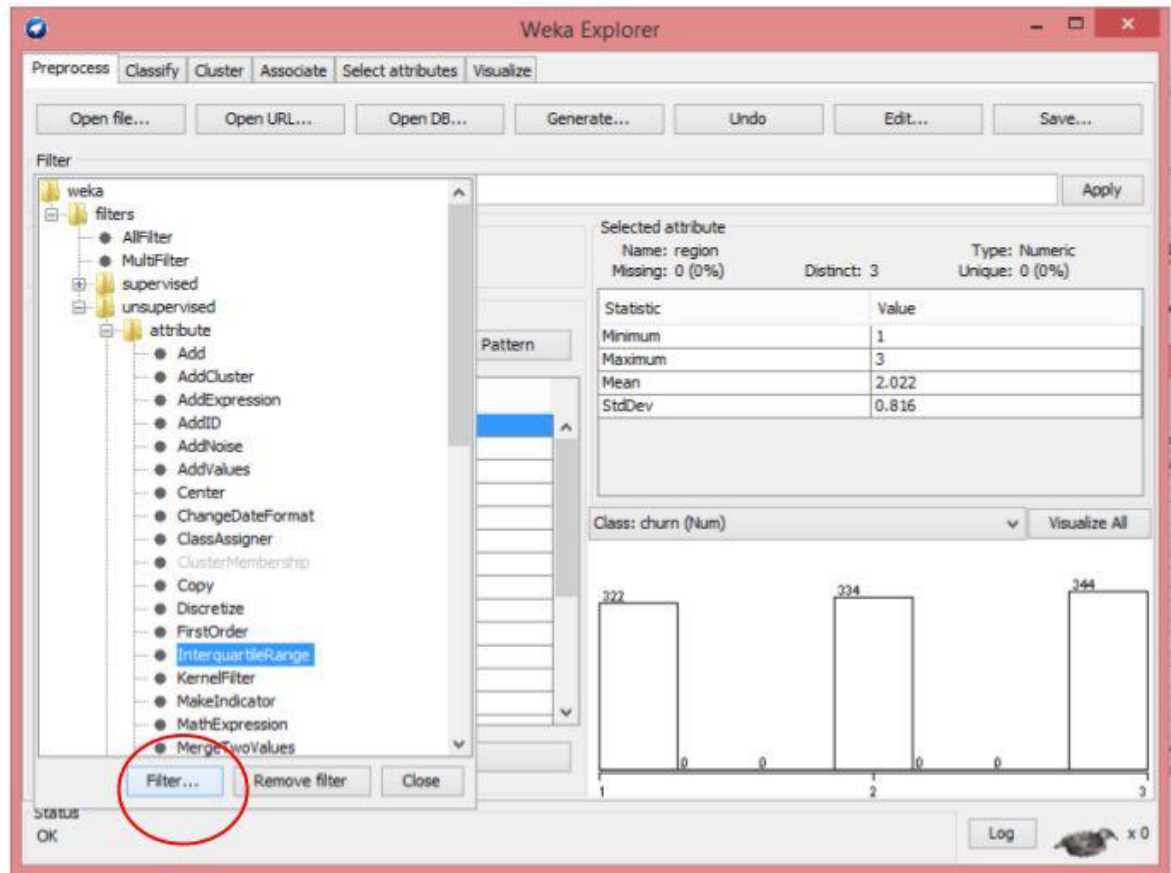 Weka Explorer
Preprocess Classify Cluster Associate Select attributes Visualize
Open file... Open URL... Open DB... Generate... Undo Edit... Save...
Filter
weka
filters
AllFilter
MultiFilter
supervised
unsupervised
attribute
Add
AddCluster
AddExpression
AddID
AddNoise
AddValues
Center
ChangeDateFormat
ClassAssigner
ClusterMembership
Copy
Discretize
FirstOrder
InterquartileRange
KernelFilter
MakeIndicator
MathExpression
MergeTwoValues
Filter... Remove filter Close
Apply
Pattern
Selected attribute
Name: region Type: Numeric
Missing: 0 (0%) Distinct: 3 Unique: 0 (0%)
Statistic Value
Minimum 1
Maximum 3
Mean 2.022
StdDev 0.816
Class: churn (Num) Visualize All
322 334 344
0 0 0 0
1 2 3
Status
OK
Log x 0